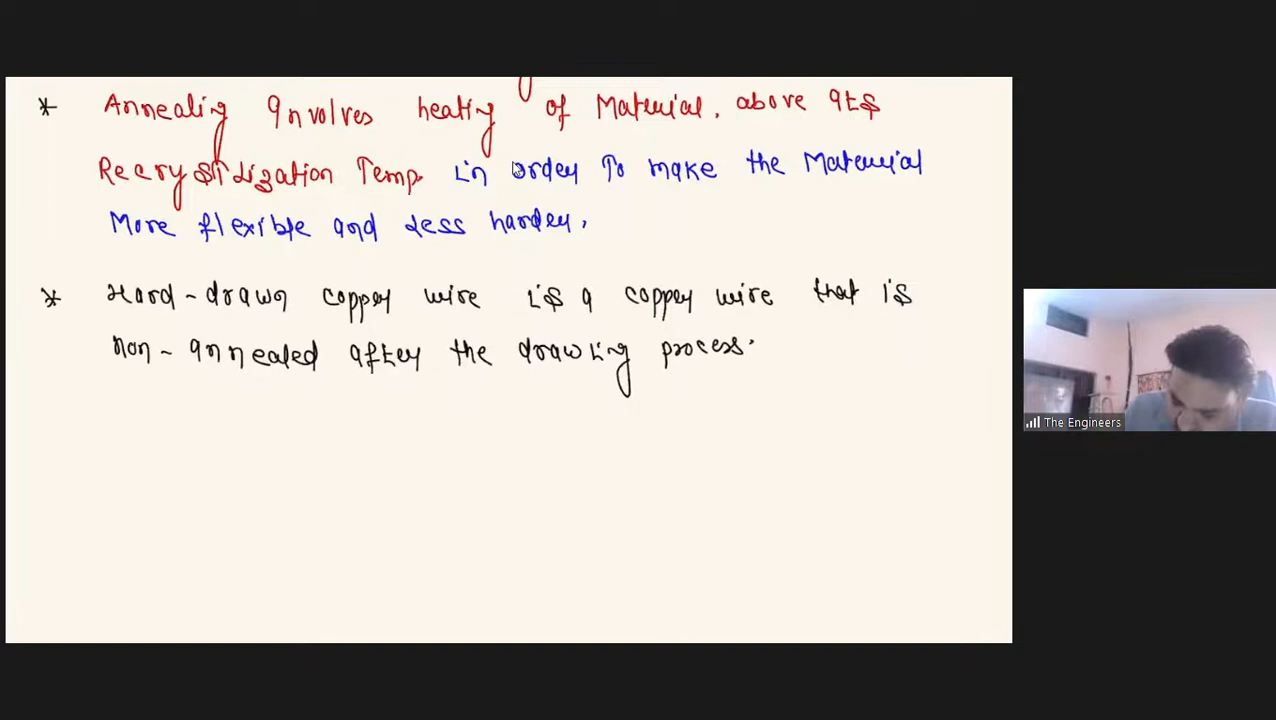 * Annealing involves heating of Material, above its
Recrystilization Temp. in order To make the Material
More flexible and Less harder.
* Hard-drawn copper wire is a copper wire that is
non-annealed after the drawing process.
The Engineers